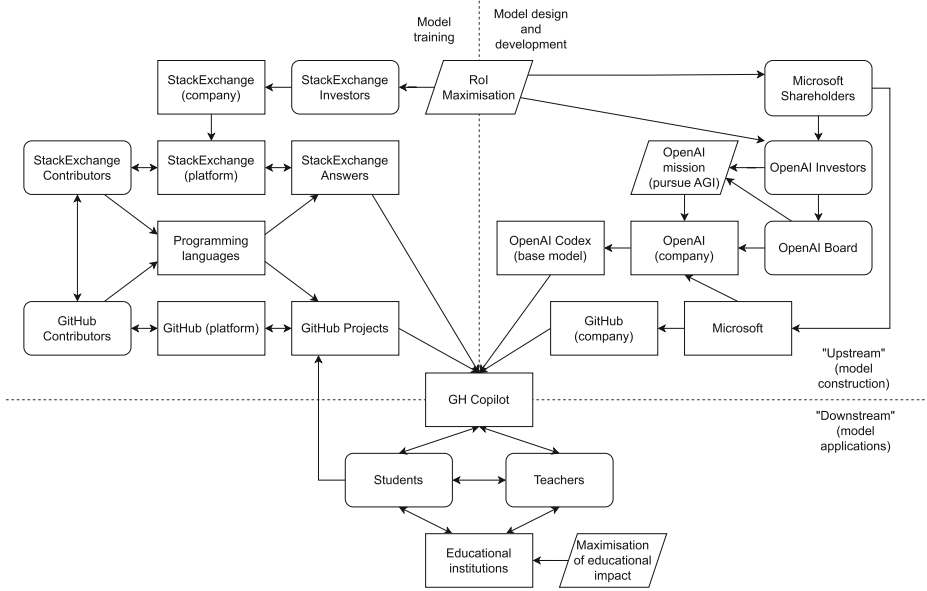 Model
training
Model design
and
development
StackExchange
(company)
StackExchange
Investors
RoI
Maximisation
Microsoft
Shareholders
StackExchange
Contributors
StackExchange
(platform)
StackExchange
Answers
OpenAI
mission
(pursue AGI)
OpenAI Investors
Programming
languages
OpenAI Codex
(base model)
OpenAI
(company)
OpenAI Board
GitHub
Contributors
GitHub (platform)
GitHub Projects
GitHub
(company)
Microsoft
"Upstream"
(model
construction)
GH Copilot
"Downstream"
(model
applications)
Students
Teachers
Educational
institutions
Maximisation
of educational
impact